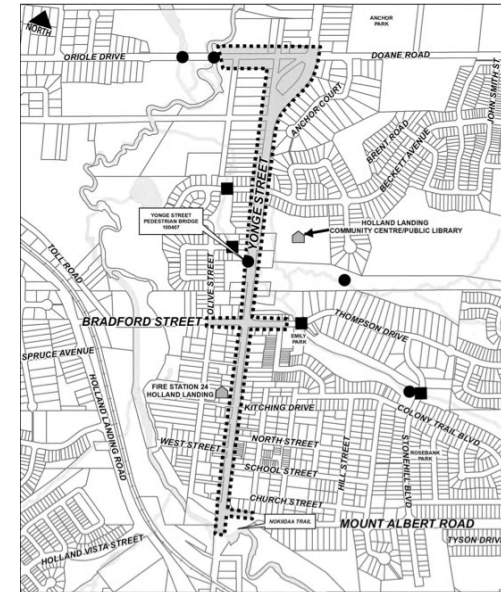 NORTH
ANCHOR
PARK
ORIOLE DRIVE
DOANE ROAD
JOHN SMITH ST
ANCHOR COURT
BRENT ROAD
BECKETT AVENUE
YONGE STREET
YONGE STREET
PEDESTRIAN BRIDGE
100407
HOLLAND LANDING
COMMUNITY CENTRE/PUBLIC LIBRARY
TOLL ROAD
OLIVE STREET
BRADFORD STREET
THOMPSON DRIVE
EMILY
PARK
SPRUCE AVENUE
HOLLAND LANDING ROAD
FIRE STATION 24
HOLLAND LANDING
KITCHING DRIVE
COLONY TRAIL BLVD
WEST STREET
NORTH STREET
HILL STREET
STONEHILL BLVD
ROSEBANK
PARK
SCHOOL STREET
CHURCH STREET
NOKIIDAA TRAIL
MOUNT ALBERT ROAD
HOLLAND VISTA STREET
TYSON DRIVE